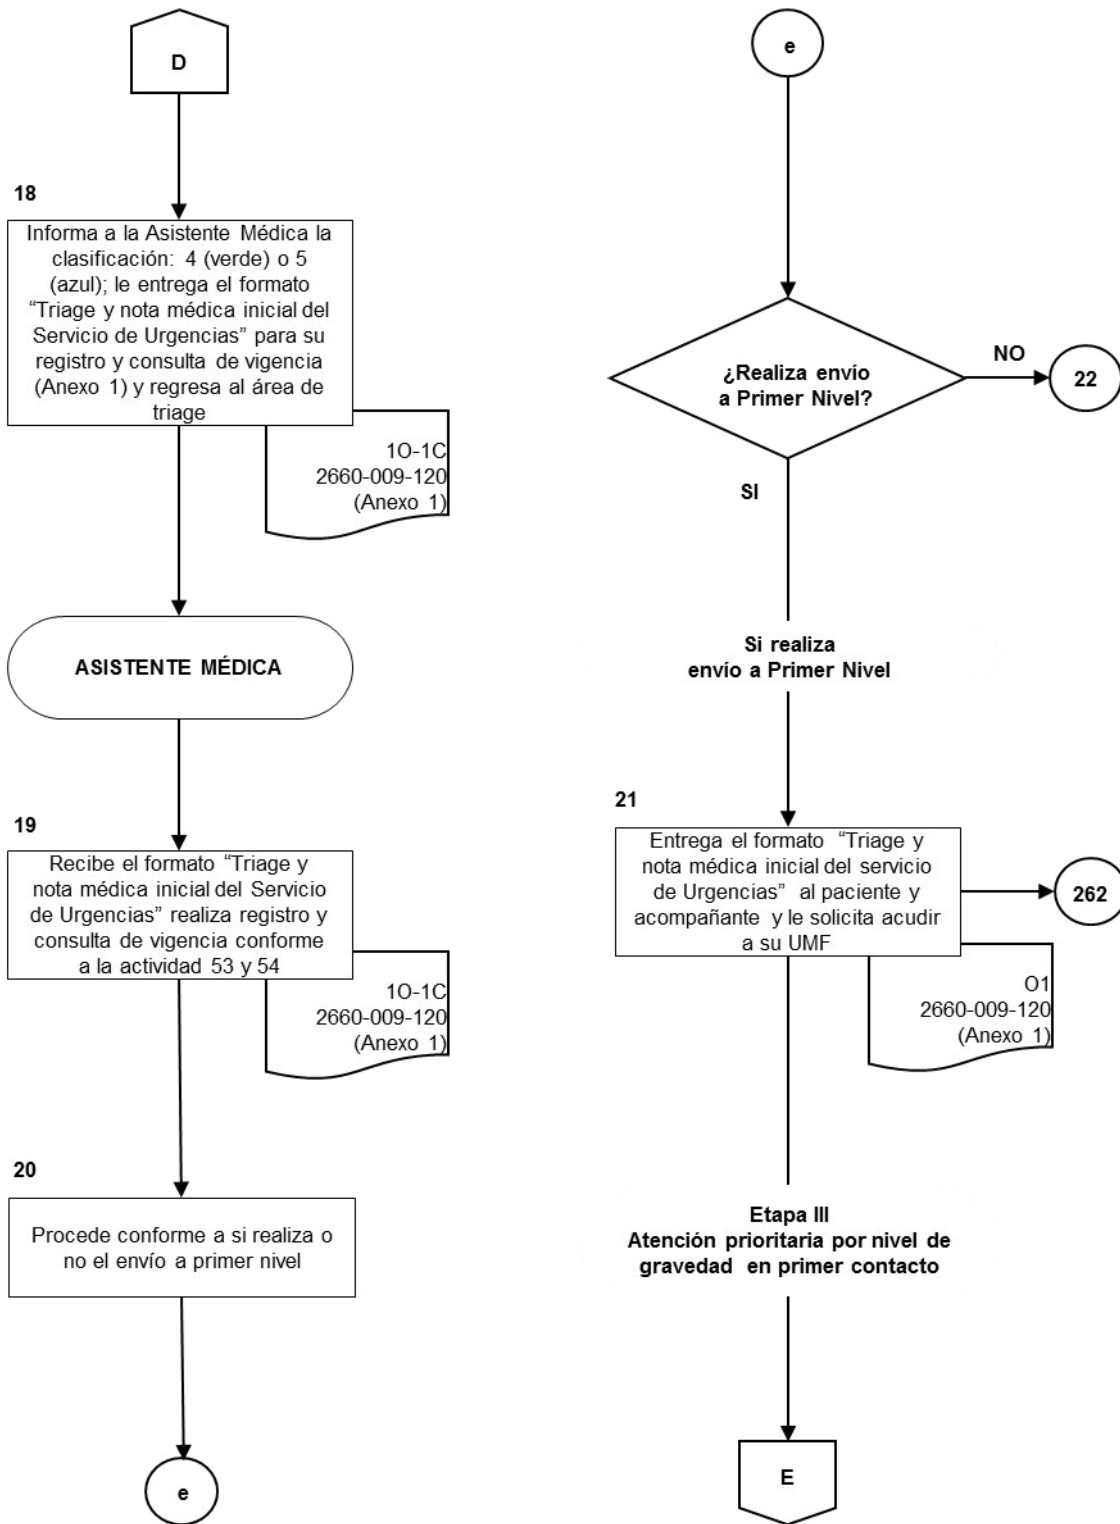 D
18
Informa a la Asistente Médica la
clasificación: 4 (verde) o 5
(azul); le entrega el formato
“Triage y nota médica inicial del
Servicio de Urgencias” para su
registro y consulta de vigencia
(Anexo 1) y regresa al área de
triage
1O-1C
2660-009-120
(Anexo 1)
ASISTENTE MÉDICA
19
Recibe el formato “Triage y
nota médica inicial del Servicio
de Urgencias” realiza registro y
consulta de vigencia conforme
a la actividad 53 y 54
1O-1C
2660-009-120
(Anexo 1)
20
Procede conforme a si realiza o
no el envío a primer nivel
e
e
¿Realiza envío
a Primer Nivel?
NO
22
SI
Si realiza
envío a Primer Nivel
21
Entrega el formato “Triage y
nota médica inicial del servicio
de Urgencias” al paciente y
acompañante y le solicita acudir
a su UMF
262
O1
2660-009-120
(Anexo 1)
Etapa III
Atención prioritaria por nivel de
gravedad en primer contacto
E